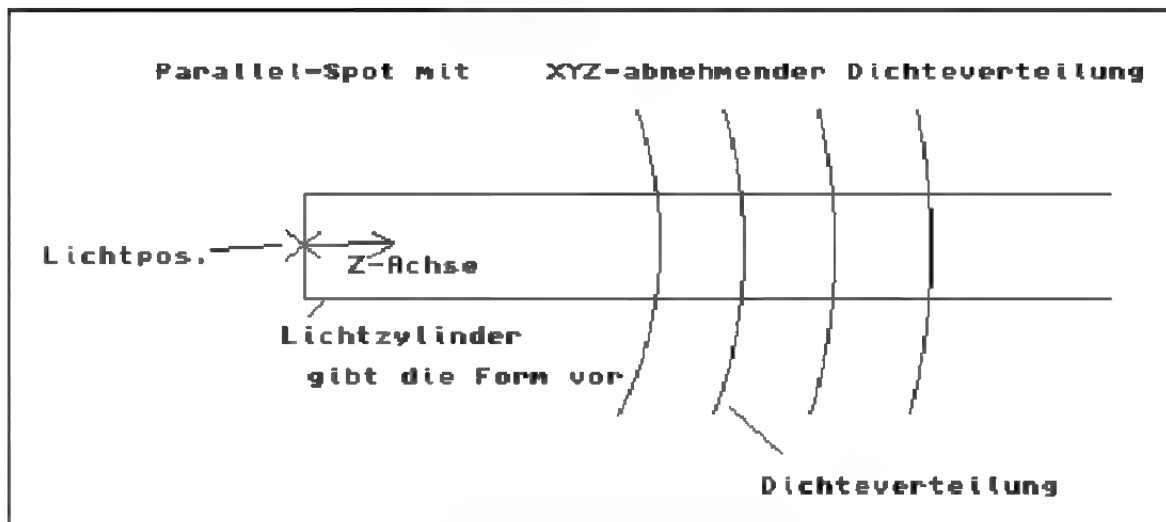 Parallel-Spot mit XYZ-abnehmender Dichteverteilung
Lichtpos.
Z-Achse
Lichtzylinder
gibt die Form vor
Dichteverteilung